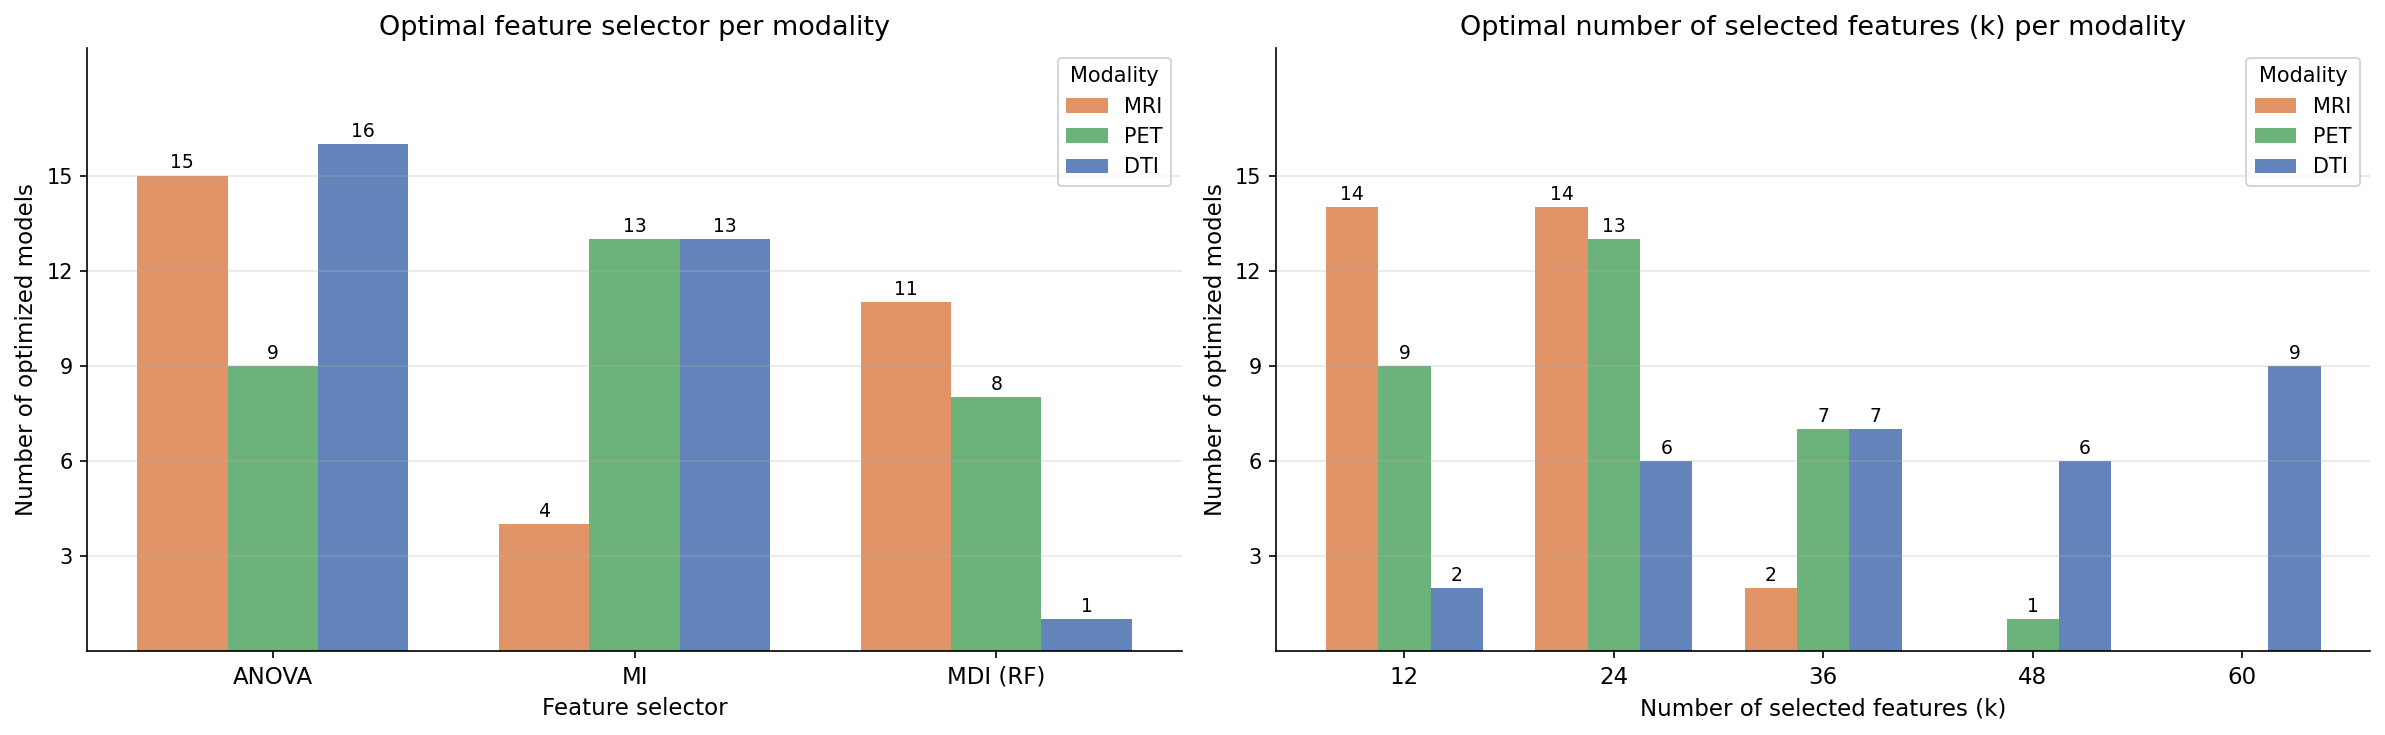 Optimal feature selector per modality
Number of optimized models
15
12
9
6
3
15
9
16
4
13
13
11
8
1
Modality
MRI
PET
DTI
ANOVA
MI
MDI (RF)
Feature selector
Optimal number of selected features (k) per modality
Number of optimized models
15
12
9
6
3
14
9
2
14
13
6
2
7
7
1
6
9
Modality
MRI
PET
DTI
12
24
36
48
60
Number of selected features (k)